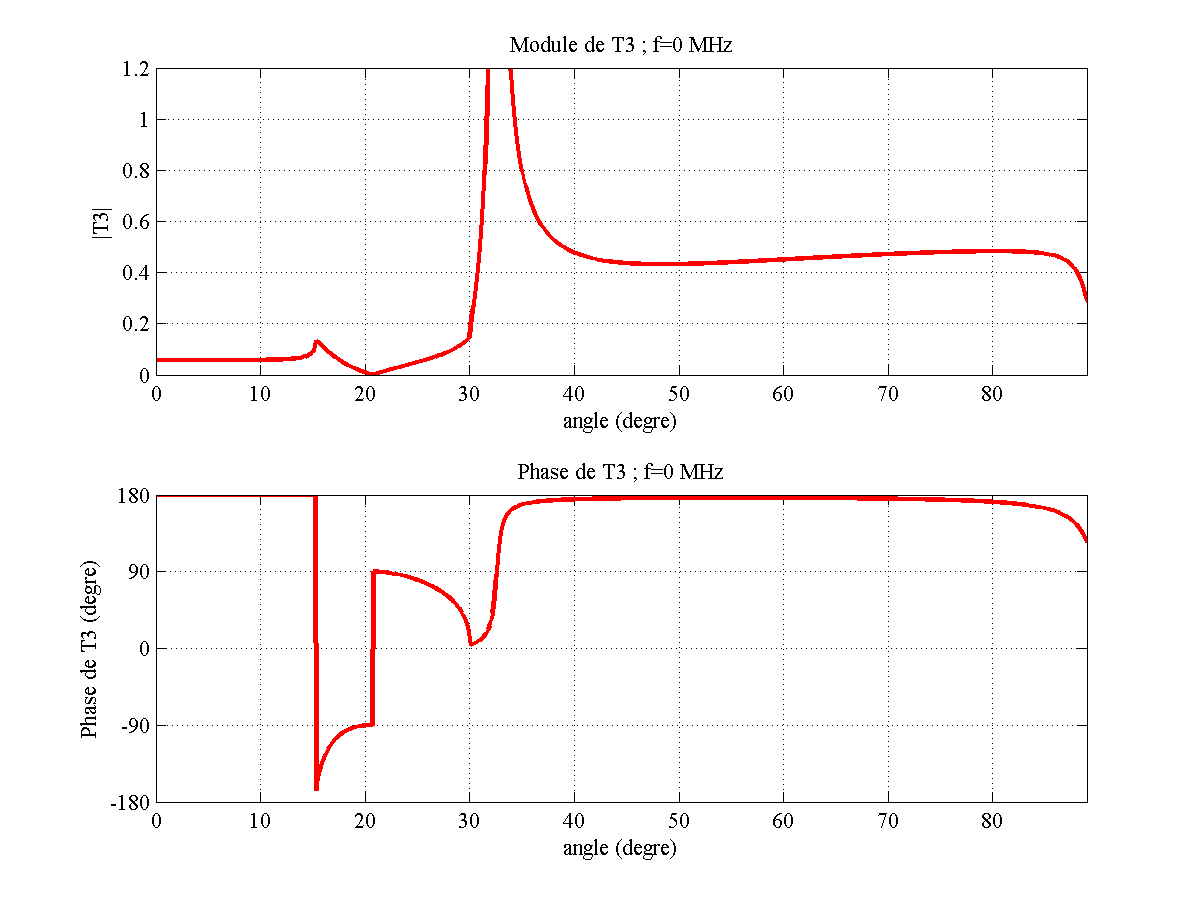 Module de T3 ; f=0 MHz
1.2
1
0.8
0.6
0.4
0.2
0
|T3|
0 10 20 30 40 50 60 70 80
angle (degre)
Phase de T3 ; f=0 MHz
180
90
0
-90
-180
Phase de T3 (degre)
0 10 20 30 40 50 60 70 80
angle (degre)